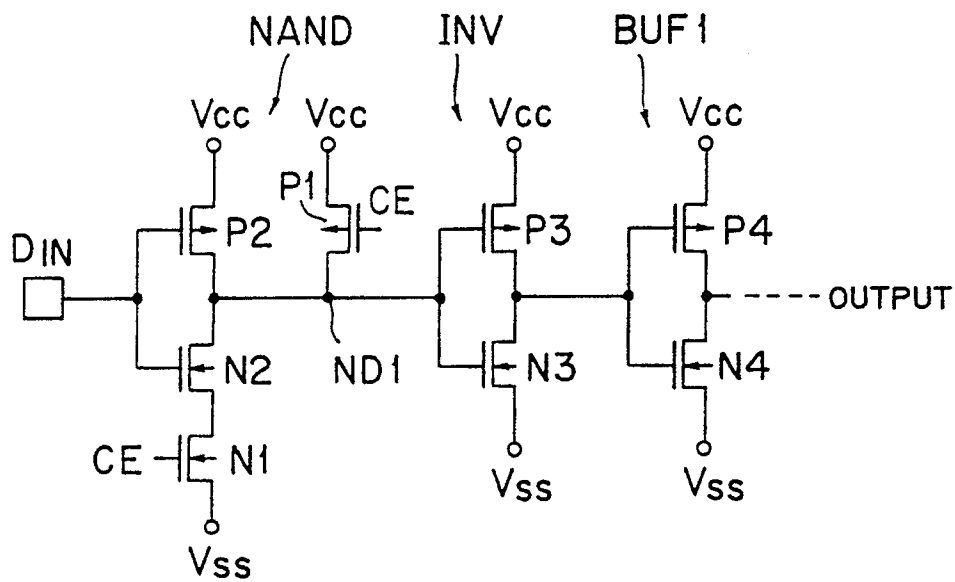 NAND INV BUF1
Vcc Vcc Vcc Vcc
P1 CE
P2 P3 P4
DIN
OUTPUT
N2 ND1 N3 N4
CE N1
Vss Vss
Vss